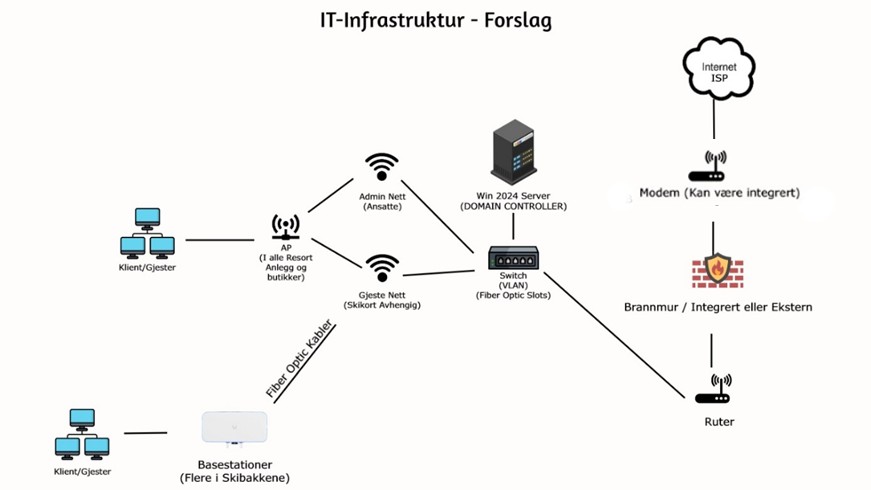 IT-Infrastruktur - Forslag
Internet
ISP
Admin Nett
(Ansatte)
Win 2024 Server
(DOMAIN CONTROLLER)
Modem (Kan være integrert)
Klient/Gjester
AP
(I alle Resort
Anlegg og
butikker)
Gjeste Nett
(Skikort Avhengig)
Switch
(VLAN)
(Fiber Optic Slots)
Brannmur / Integrert eller Ekstern
Fiber Optic Kabler
Ruter
Klient/Gjester
Basestationer
(Flere i Skibakkene)